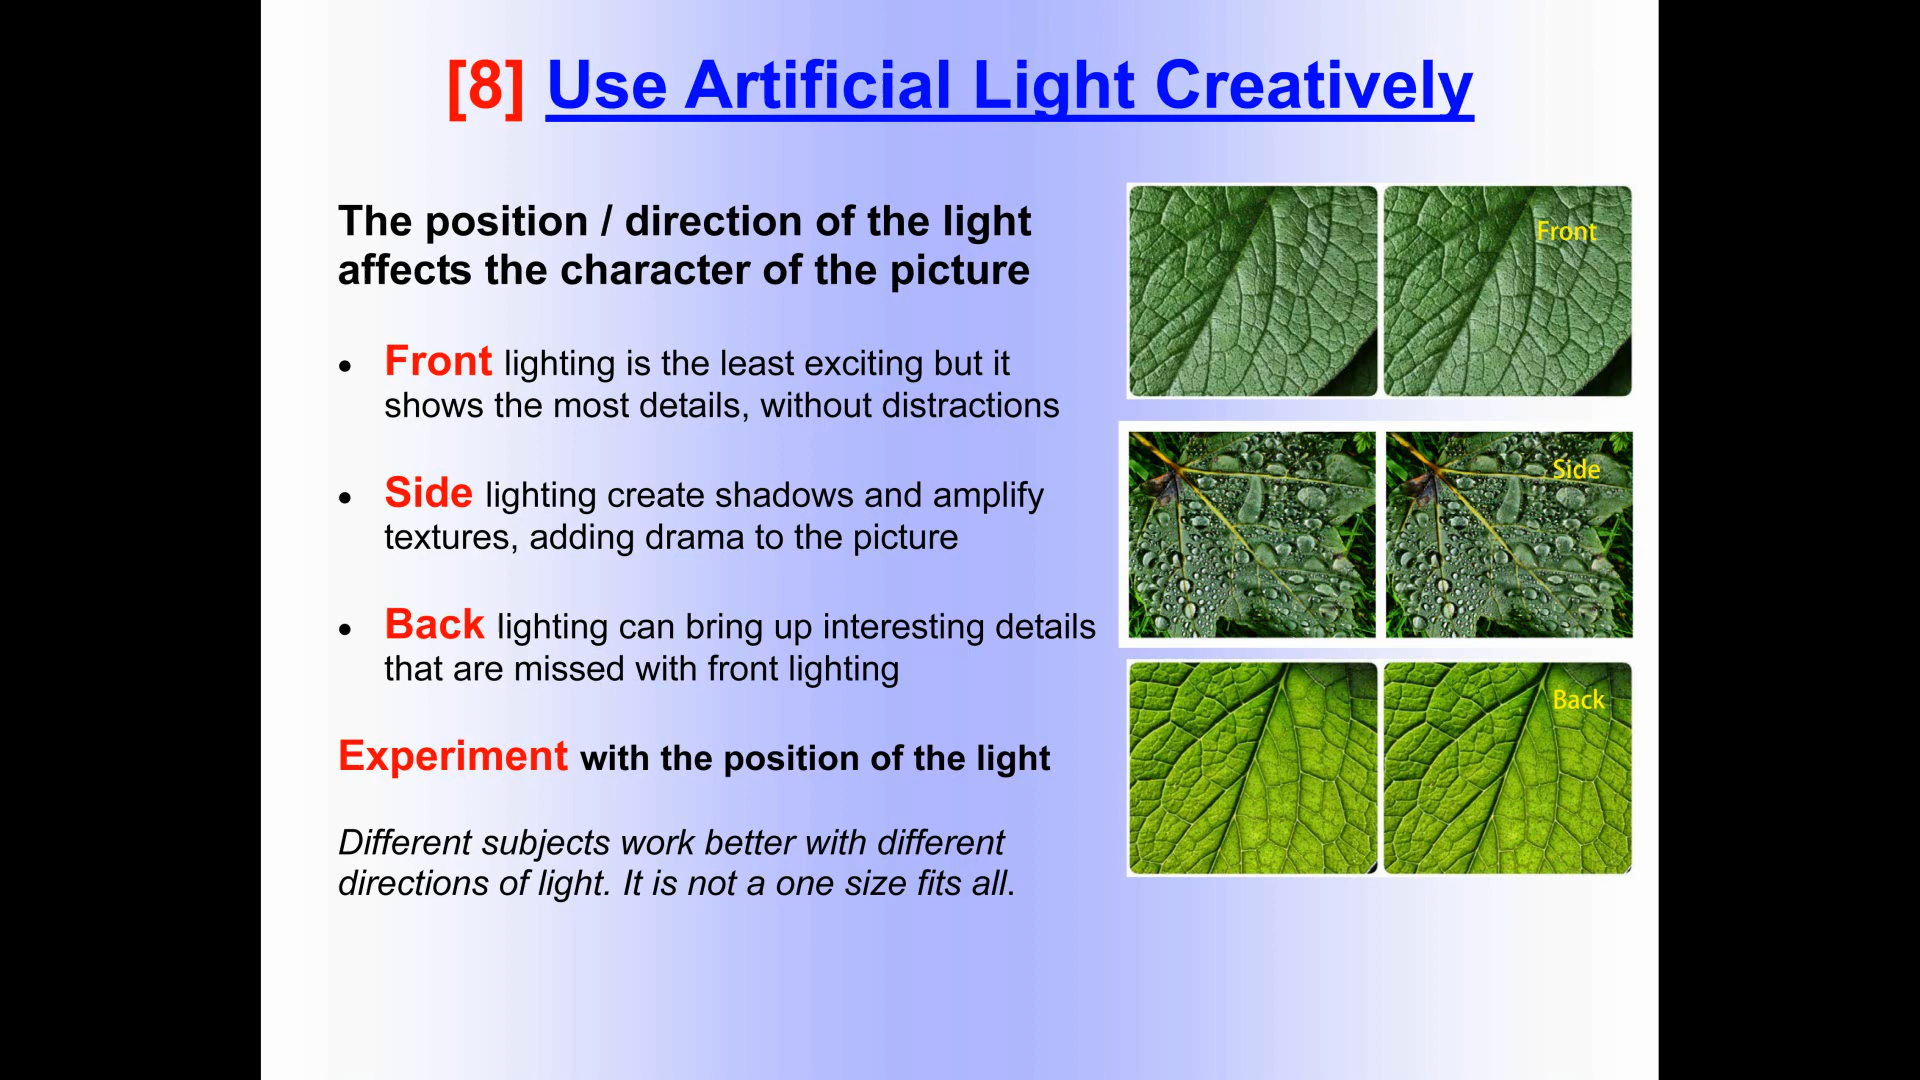 [8] Use Artificial Light Creatively
The position / direction of the light
affects the character of the picture
• Front lighting is the least exciting but it
shows the most details, without distractions
• Side lighting create shadows and amplify
textures, adding drama to the picture
• Back lighting can bring up interesting details
that are missed with front lighting
Experiment with the position of the light
Different subjects work better with different
directions of light. It is not a one size fits all.
Front
Side
Back